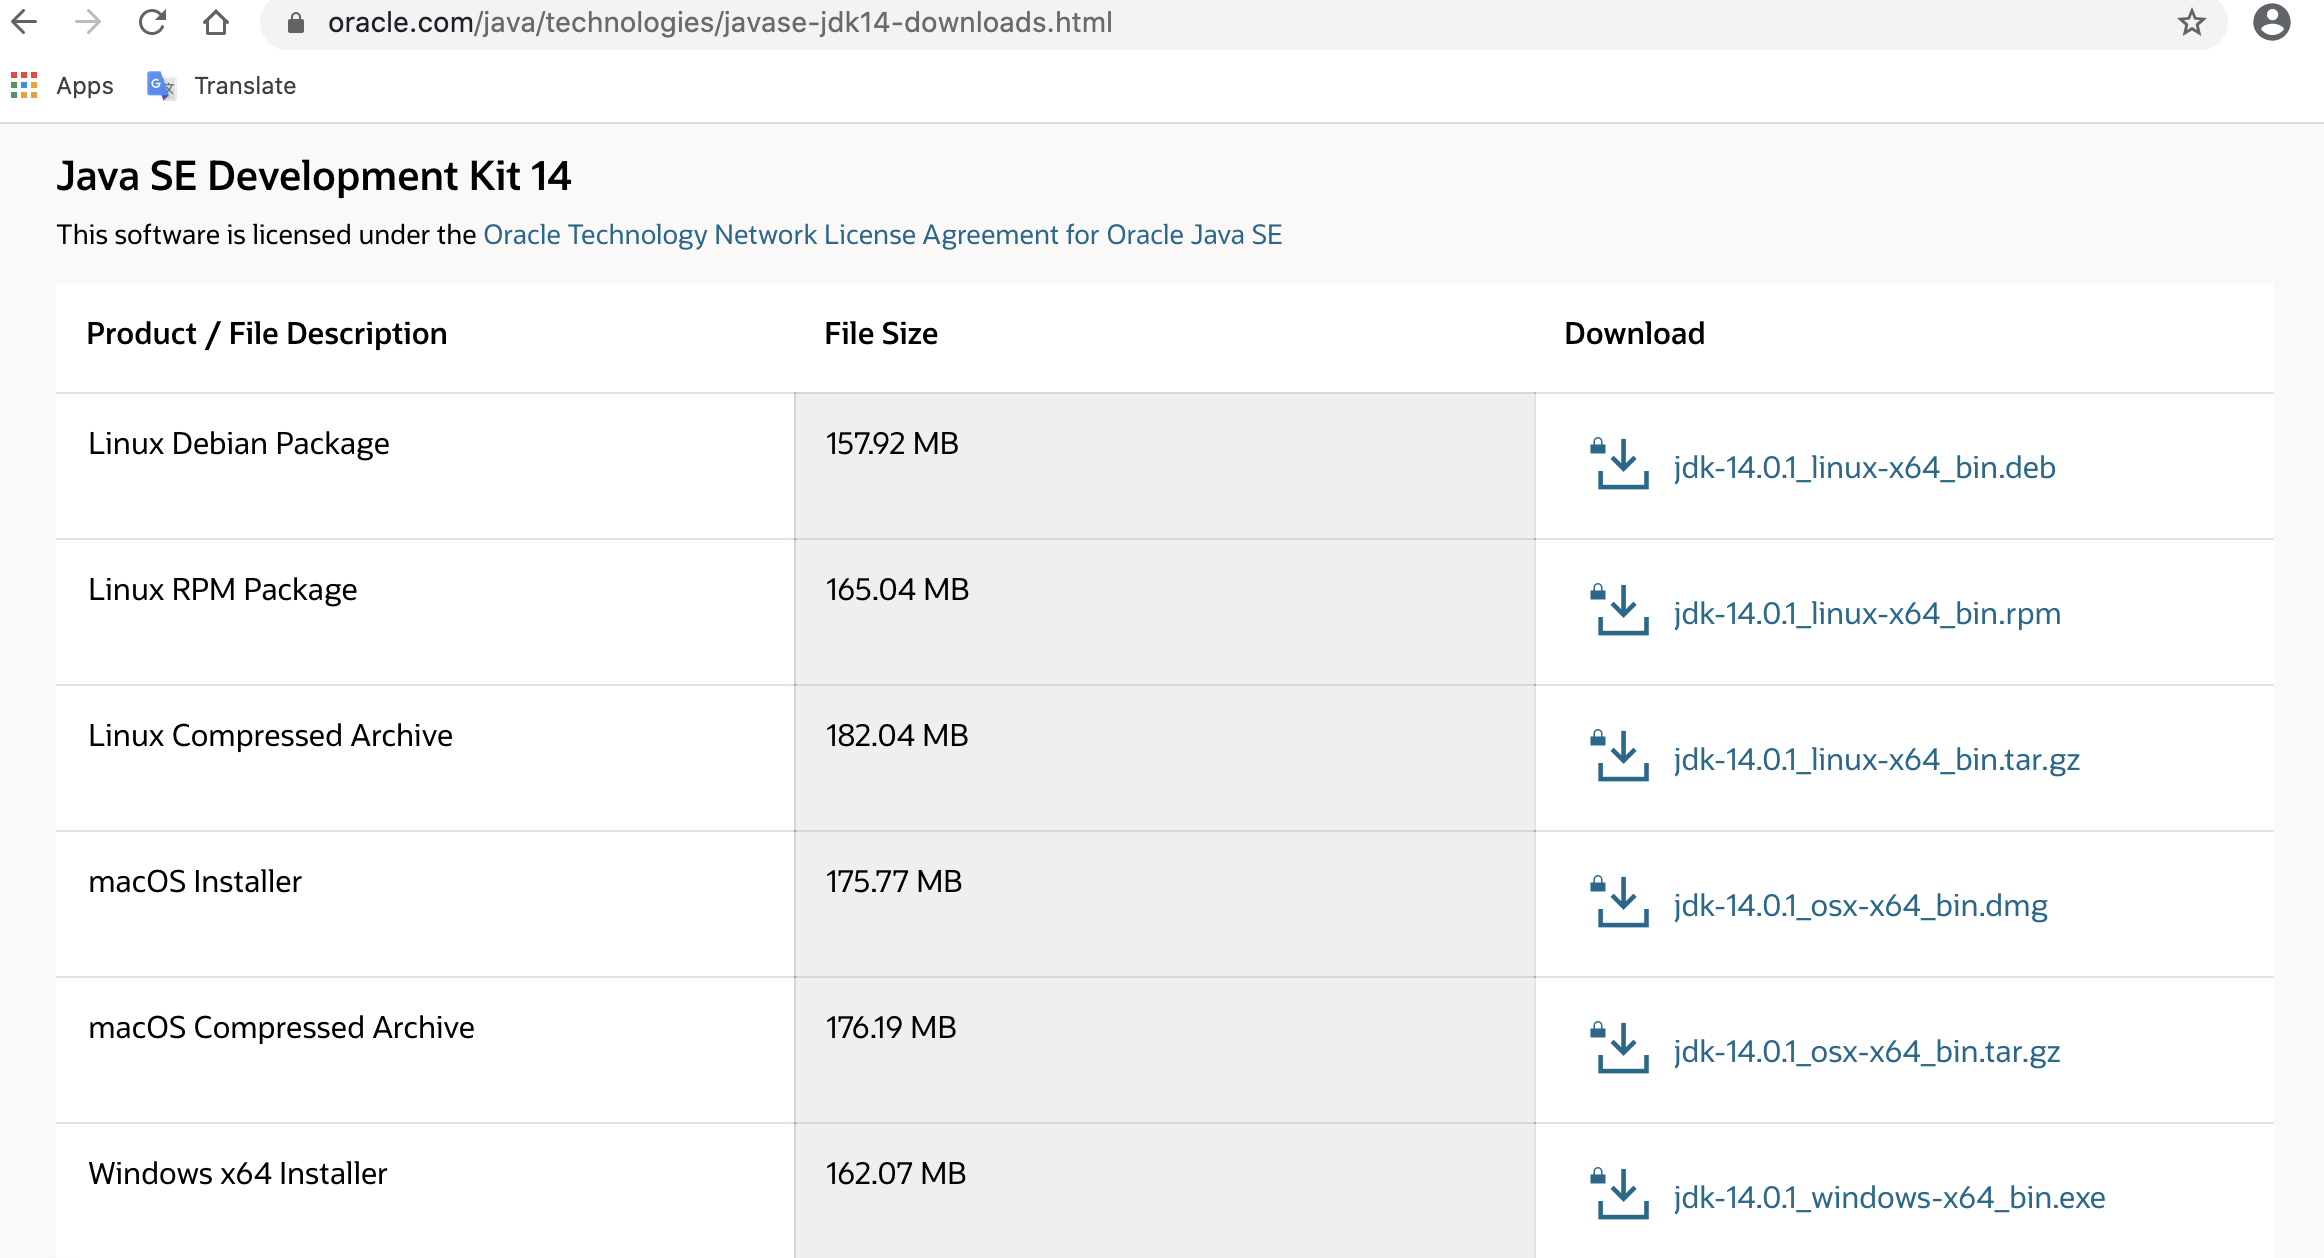 oracle.com/java/technologies/javase-jdk14-downloads.html
Apps Translate
Java SE Development Kit 14
This software is licensed under the Oracle Technology Network License Agreement for Oracle Java SE
Product / File Description File Size Download
Linux Debian Package 157.92 MB jdk-14.0.1_linux-x64_bin.deb
Linux RPM Package 165.04 MB jdk-14.0.1_linux-x64_bin.rpm
Linux Compressed Archive 182.04 MB jdk-14.0.1_linux-x64_bin.tar.gz
macOS Installer 175.77 MB jdk-14.0.1_osx-x64_bin.dmg
macOS Compressed Archive 176.19 MB jdk-14.0.1_osx-x64_bin.tar.gz
Windows x64 Installer 162.07 MB jdk-14.0.1_windows-x64_bin.exe